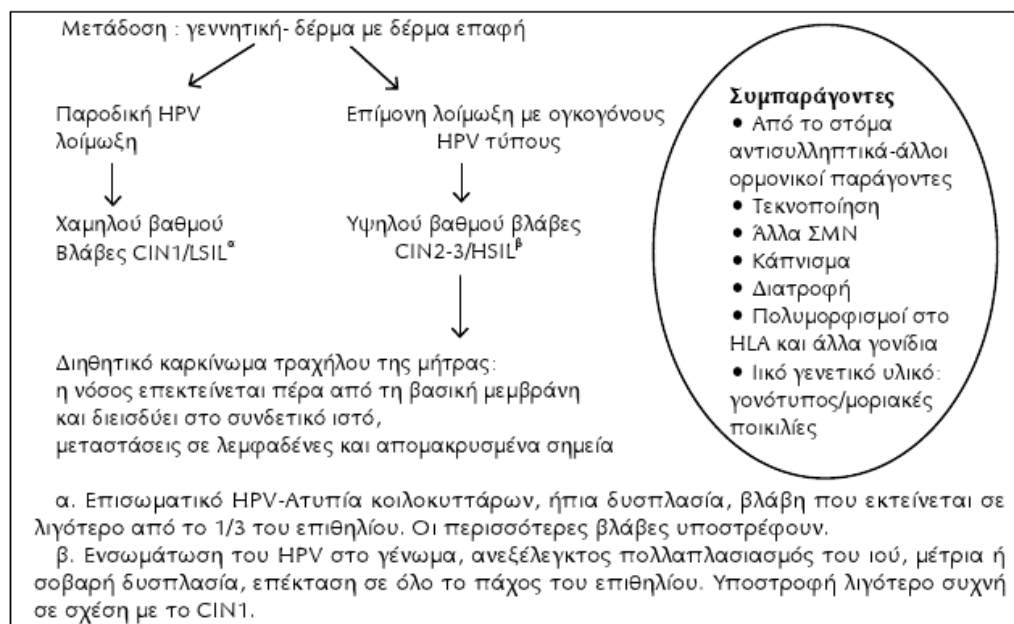 Μετάδοση : γεννητική- δέρμα με δέρμα επαφή
Παροδική HPV
λοίμωξη
Επίμονη λοίμωξη με ογκογόνους
HPV τύπους
Χαμηλού βαθμού
Βλάβες CIN1/LSIL^α
Υψηλού βαθμού βλάβες
CIN2-3/HSIL^β
Διηθητικό καρκίνωμα τραχήλου της μήτρας:
η νόσος επεκτείνεται πέρα από τη βασική μεμβράνη
και διεισδύει στο συνδετικό ιστό,
μεταστάσεις σε λεμφαδένες και απομακρυσμένα σημεία
Συμπαράγοντες
• Από το στόμα
αντισυλληπτικά-άλλοι
ορμονικοί παράγοντες
• Τεκνοποίηση
• Άλλα ΣΜΝ
• Κάπνισμα
• Διατροφή
• Πολυμορφισμοί στο
HLA και άλλα γονίδια
• Ιικό γενετικό υλικό:
γονότυπος/μοριακές
ποικιλίες
α. Επισωματικό HPV-Ατυπία κοιλοκυττάρων, ήπια δυσπλασία, βλάβη που εκτείνεται σε
λιγότερο από το 1/3 του επιθηλίου. Οι περισσότερες βλάβες υποστρέφουν.
β. Ενσωμάτωση του HPV στο γένωμα, ανεξέλεγκτος πολλαπλασιασμός του ιού, μέτρια ή
σοβαρή δυσπλασία, επέκταση σε όλο το πάχος του επιθηλίου. Υποστροφή λιγότερο συχνή
σε σχέση με το CIN1.